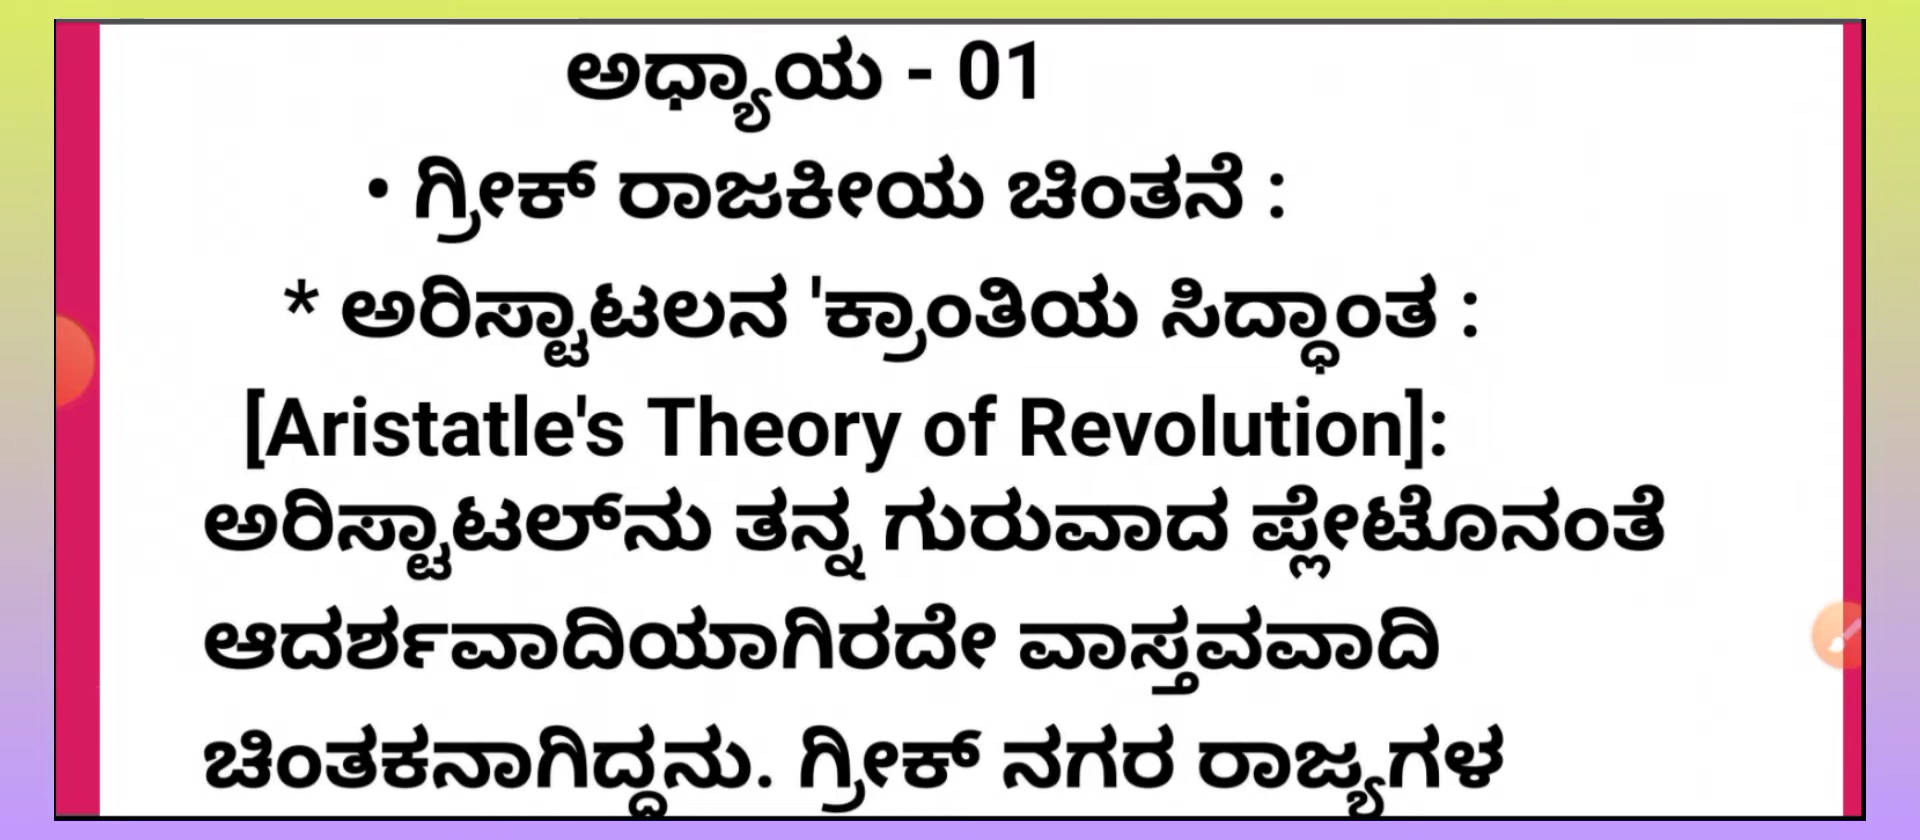 ಅಧ್ಯಾಯ - 01
• ಗ್ರೀಕ್ ರಾಜಕೀಯ ಚಿಂತನೆ :
* ಅರಿಸ್ಟಾಟಲನ 'ಕ್ರಾಂತಿಯ ಸಿದ್ಧಾಂತ :
[Aristatle's Theory of Revolution]:
ಅರಿಸ್ಟಾಟಲ್‌ನು ತನ್ನ ಗುರುವಾದ ಪ್ಲೇಟೊನಂತೆ
ಆದರ್ಶವಾದಿಯಾಗಿರದೇ ವಾಸ್ತವವಾದಿ
ಚಿಂತಕನಾಗಿದ್ದನು. ಗ್ರೀಕ್ ನಗರ ರಾಜ್ಯಗಳ